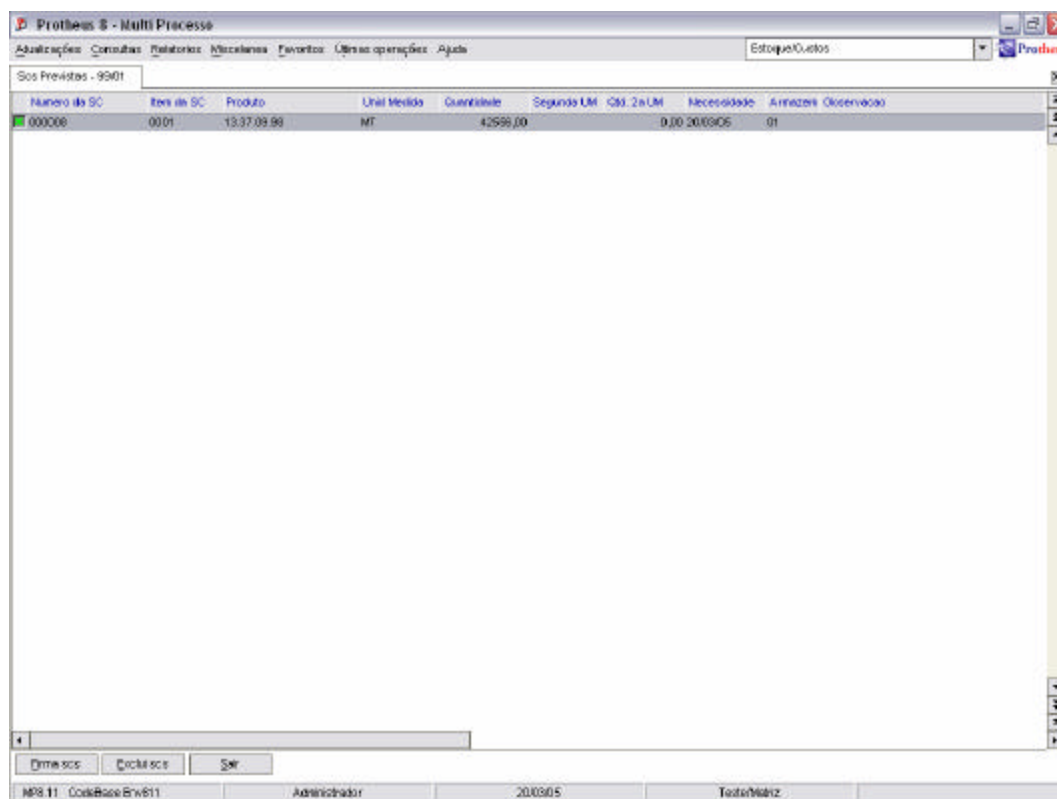 Protheus 8 - Multi Processo
Atualizações Consultas Relatorios Miscelanea Favoritos Últimas operações Ajuda Estoque/Custos Protheus
Scs Previstas - 99/01
Numero da SC Item da SC Produto Unid Medida Quantidade Segunda UM Qtd. 2a UM Necessidade Armazem Observacao
0001 13.37.09.98 MT 0,00 20/03/05 01
Firma scs Exclui scs Sair
MP8.11 CodeBase Env811 Administrador 20/03/05 Teste/Matriz